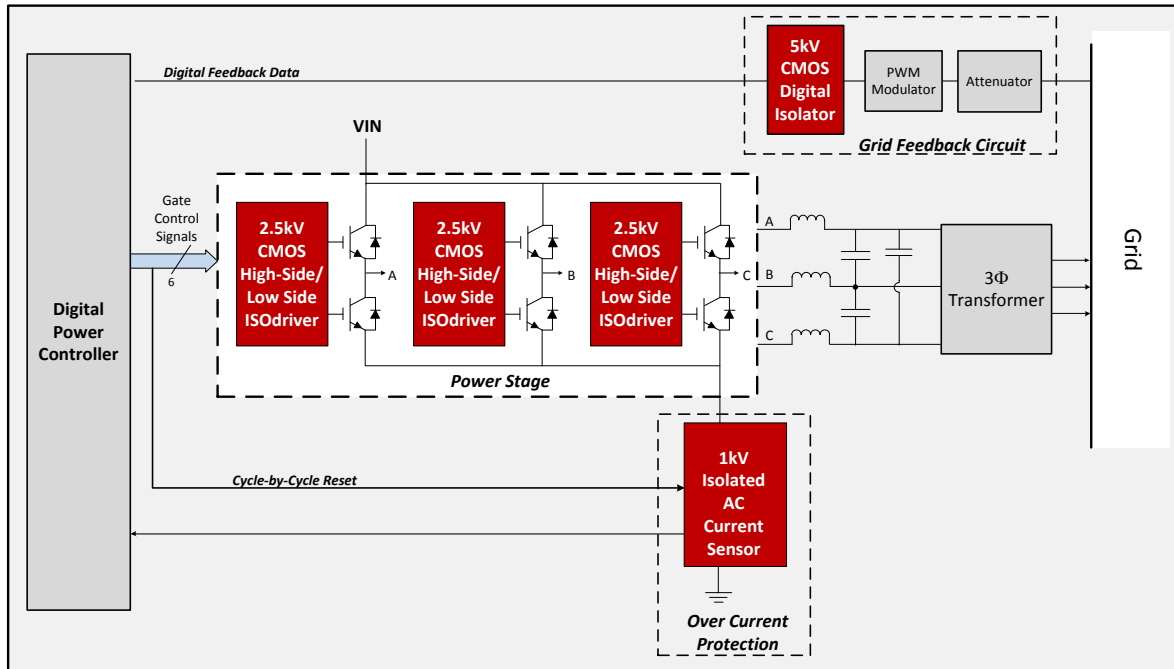 Digital Feedback Data
5kV
CMOS
Digital
Isolator
PWM
Modulator
Attenuator
Grid Feedback Circuit
VIN
Gate
Control
Signals
6
2.5kV
CMOS
High-Side/
Low Side
ISOdriver
A
2.5kV
CMOS
High-Side/
Low Side
ISOdriver
B
2.5kV
CMOS
High-Side/
Low Side
ISOdriver
C
Power Stage
A
B
C
3Φ
Transformer
Grid
Digital
Power
Controller
Cycle-by-Cycle Reset
1kV
Isolated
AC
Current
Sensor
Over Current
Protection